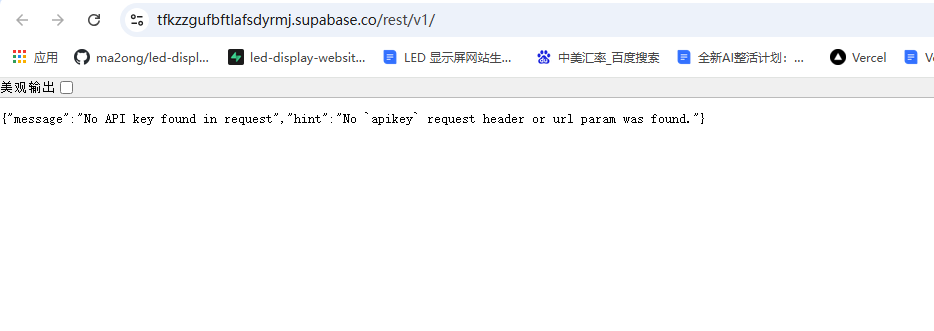 tfkzzgufbftlafsdyrmj.supabase.co/rest/v1/
应用 ma2ong/led-displ... led-display-websit... LED 显示屏网站生... 中美汇率_百度搜索 全新AI整活计划：... Vercel Ve
美观输出
{"message":"No API key found in request","hint":"No `apikey` request header or url param was found."}